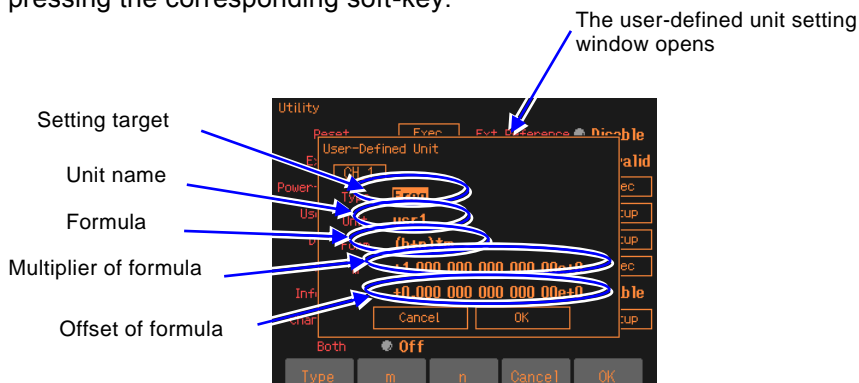 pressing the corresponding soft-key.
The user-defined unit setting
window opens
Setting target
Unit name
Formula
Multiplier of formula
Offset of formula
Utility
Reset Exec Ext Reference Disable
User-Defined Unit
CH 1
Type Freq
Unit usr1
Form (h+n)*m
+1.000 000 000 000 00e+0
+0.000 000 000 000 00e+0
Cancel OK
Both Off
Type m n Cancel OK